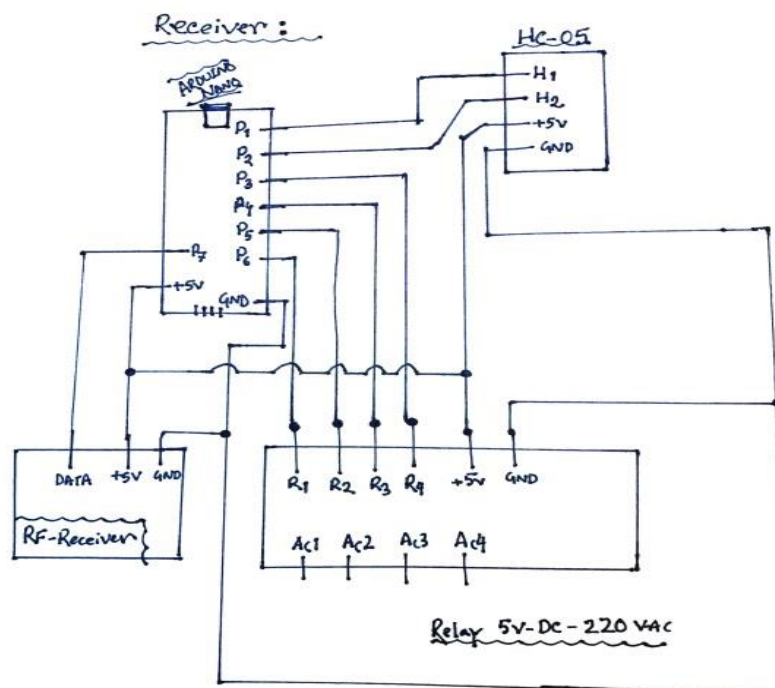 Receiver :
HC-05
ARDUINO
NANO
H1
H2
+5V
GND
P1
P2
P3
P4
P5
P6
P7
+5V
GND
DATA +5V GND
RF-Receiver
R1 R2 R3 R4 +5V GND
Ac1 Ac2 Ac3 Ac4
Relay 5V-DC-220 VAC